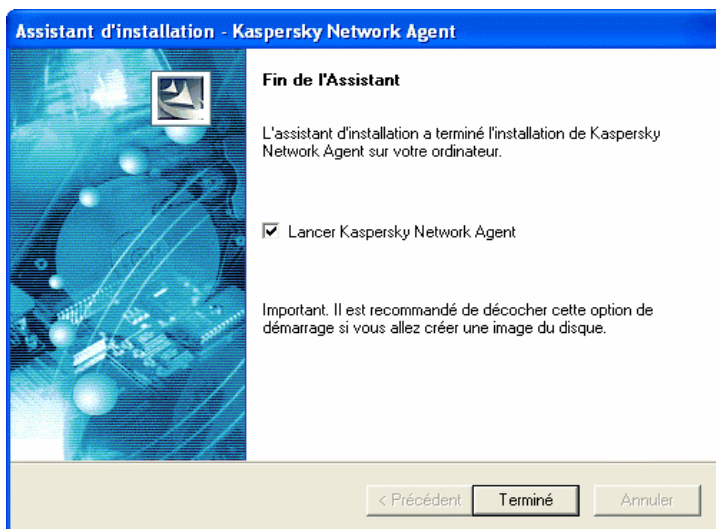 Assistant d'installation - Kaspersky Network Agent
Fin de l'Assistant
L'assistant d'installation a terminé l'installation de Kaspersky
Network Agent sur votre ordinateur.
Lancer Kaspersky Network Agent
Important. Il est recommandé de décocher cette option de
démarrage si vous allez créer une image du disque.
< Précédent Terminé Annuler